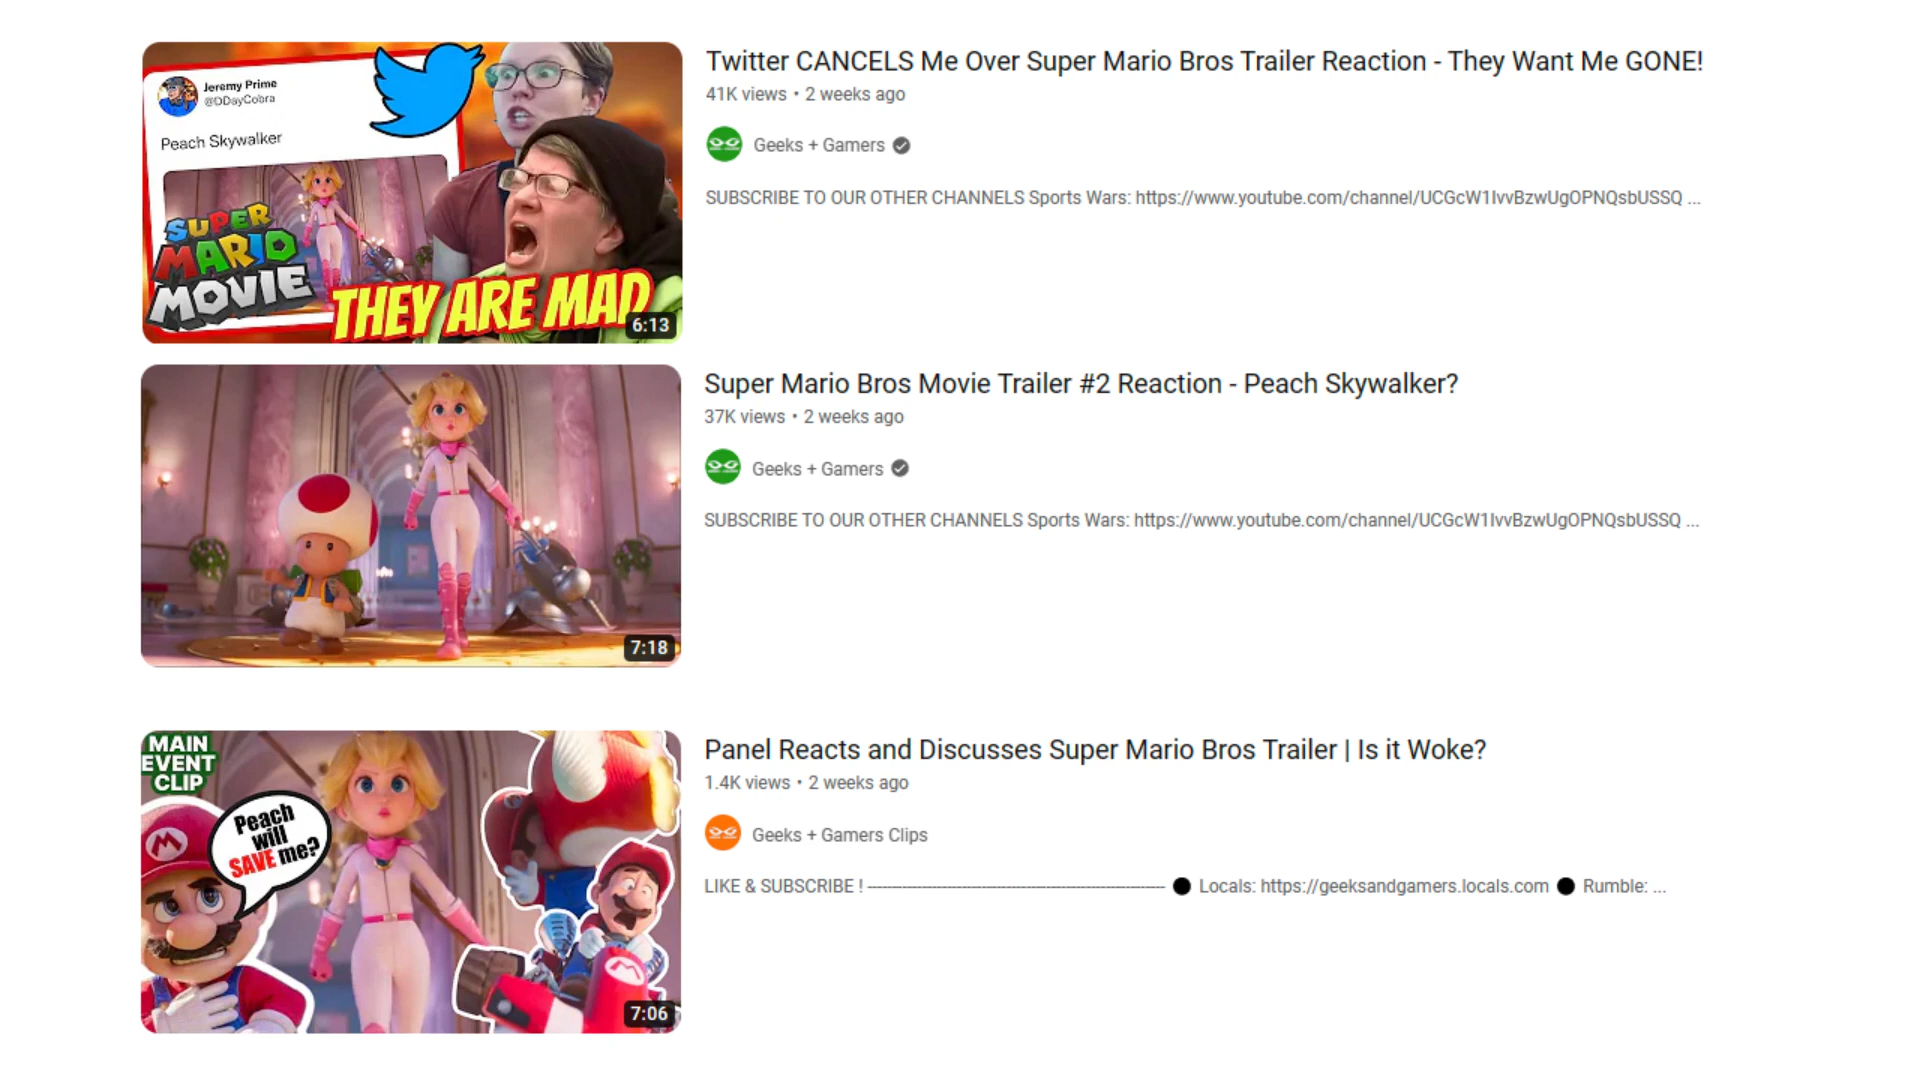 Jeremy Prime
@DDayCobra
Peach Skywalker
SUPER
MARIO
MOVIE
THEY ARE MAD
6:13
Twitter CANCELS Me Over Super Mario Bros Trailer Reaction - They Want Me GONE!
41K views • 2 weeks ago
Geeks + Gamers
SUBSCRIBE TO OUR OTHER CHANNELS Sports Wars: https://www.youtube.com/channel/UCGcW1IvvBzwUgOPNQsbUSSQ ...
7:18
Super Mario Bros Movie Trailer #2 Reaction - Peach Skywalker?
37K views • 2 weeks ago
Geeks + Gamers
SUBSCRIBE TO OUR OTHER CHANNELS Sports Wars: https://www.youtube.com/channel/UCGcW1IvvBzwUgOPNQsbUSSQ ...
MAIN
EVENT
CLIP
Peach
will
SAVE me?
M
M
7:06
Panel Reacts and Discusses Super Mario Bros Trailer | Is it Woke?
1.4K views • 2 weeks ago
Geeks + Gamers Clips
LIKE & SUBSCRIBE ! ---------------------------------------------------------- ● Locals: https://geeksandgamers.locals.com ● Rumble: ...